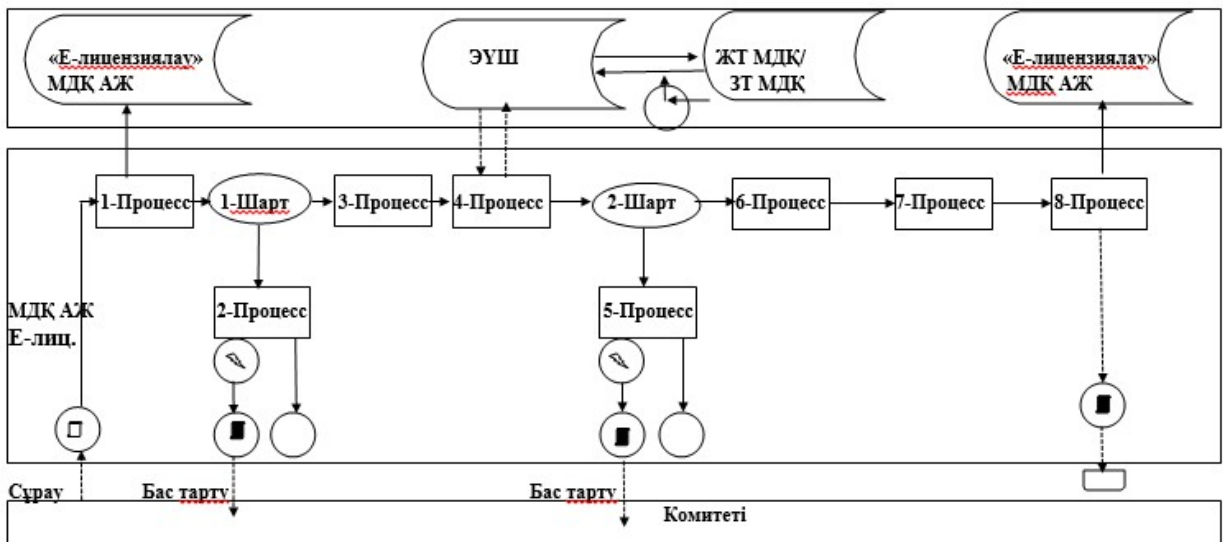 «Е-лицензиялау»
МДҚ АЖ
ЭҮШ
ЖТ МДҚ/
ЗТ МДҚ
«Е-лицензиялау»
МДҚ АЖ
1-Процесс
1-Шарт
3-Процесс
4-Процесс
2-Шарт
6-Процесс
7-Процесс
8-Процесс
МДҚ АЖ
Е-лиц.
2-Процесс
5-Процесс
Сұрау
Бас тарту
Бас тарту
Комитеті